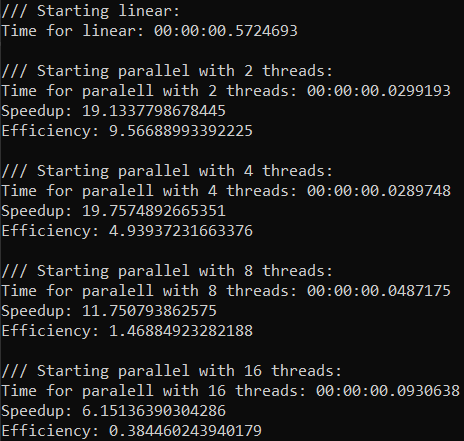 /// Starting linear:
Time for linear: 00:00:00.5724693
/// Starting parallel with 2 threads:
Time for paralell with 2 threads: 00:00:00.0299193
Speedup: 19.1337798678445
Efficiency: 9.56688993392225
/// Starting parallel with 4 threads:
Time for paralell with 4 threads: 00:00:00.0289748
Speedup: 19.7574892665351
Efficiency: 4.93937231663376
/// Starting parallel with 8 threads:
Time for paralell with 8 threads: 00:00:00.0487175
Speedup: 11.750793862575
Efficiency: 1.46884923282188
/// Starting parallel with 16 threads:
Time for paralell with 16 threads: 00:00:00.0930638
Speedup: 6.15136390304286
Efficiency: 0.384460243940179